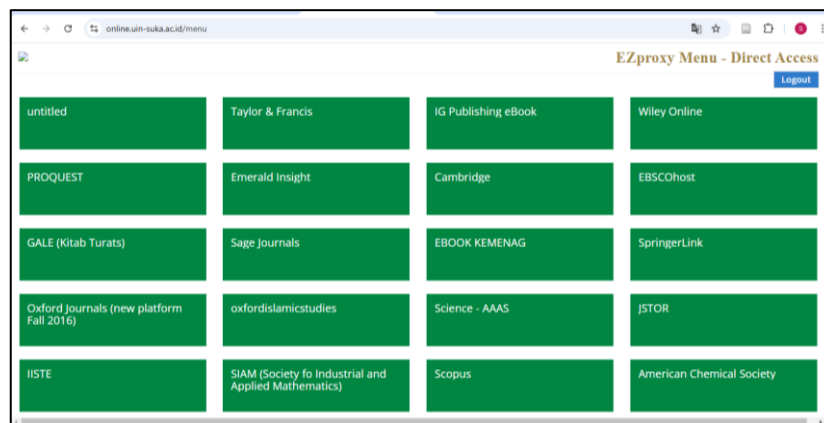 online.uin-suka.ac.id/menu
S
EZproxy Menu - Direct Access
Logout
untitled
Taylor & Francis
IG Publishing eBook
Wiley Online
PROQUEST
Emerald Insight
Cambridge
EBSCOhost
GALE (Kitab Turats)
Sage Journals
EBOOK KEMENAG
SpringerLink
Oxford Journals (new platform
Fall 2016)
oxfordislamicstudies
Science - AAAS
JSTOR
IISTE
SIAM (Society fo Industrial and
Applied Mathematics)
Scopus
American Chemical Society